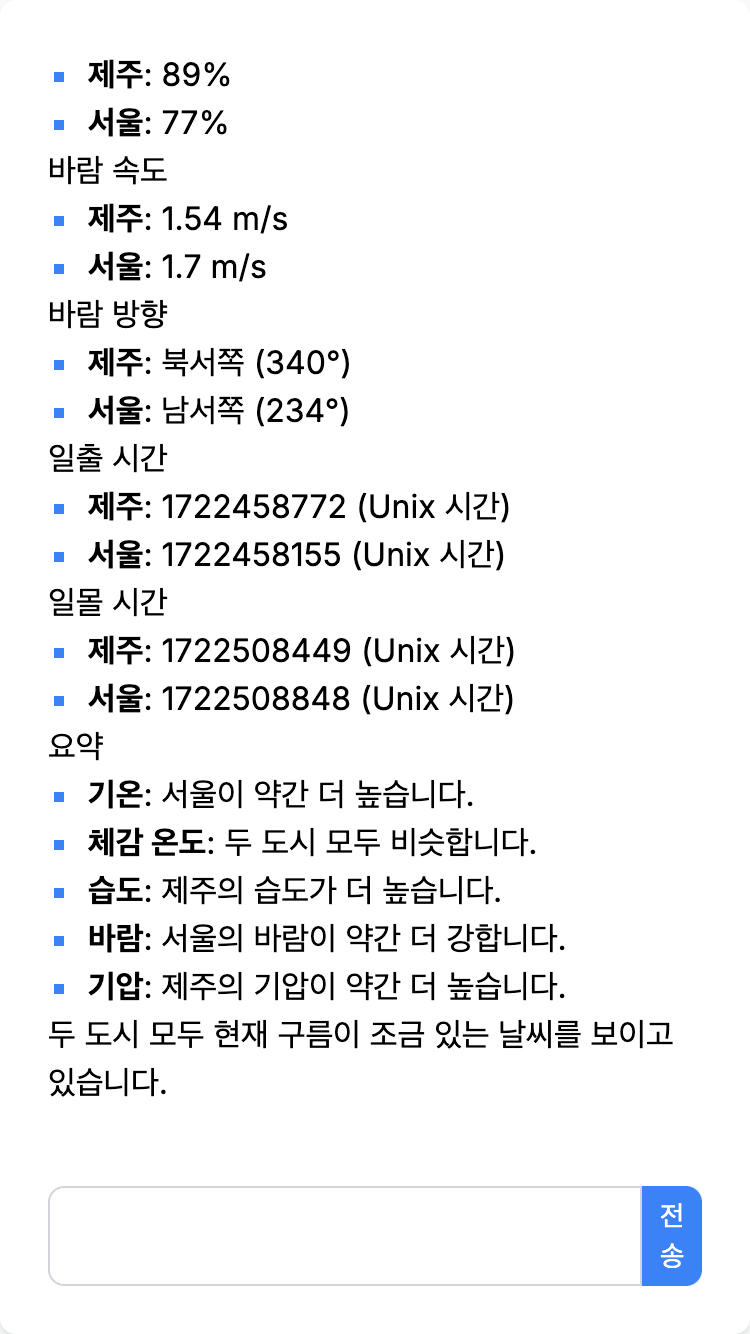 제주: 89%
서울: 77%
바람 속도
제주: 1.54 m/s
서울: 1.7 m/s
바람 방향
제주: 북서쪽 (340°)
서울: 남서쪽 (234°)
일출 시간
제주: 1722458772 (Unix 시간)
서울: 1722458155 (Unix 시간)
일몰 시간
제주: 1722508449 (Unix 시간)
서울: 1722508848 (Unix 시간)
요약
기온: 서울이 약간 더 높습니다.
체감 온도: 두 도시 모두 비슷합니다.
습도: 제주의 습도가 더 높습니다.
바람: 서울의 바람이 약간 더 강합니다.
기압: 제주의 기압이 약간 더 높습니다.
두 도시 모두 현재 구름이 조금 있는 날씨를 보이고
있습니다.
전
송